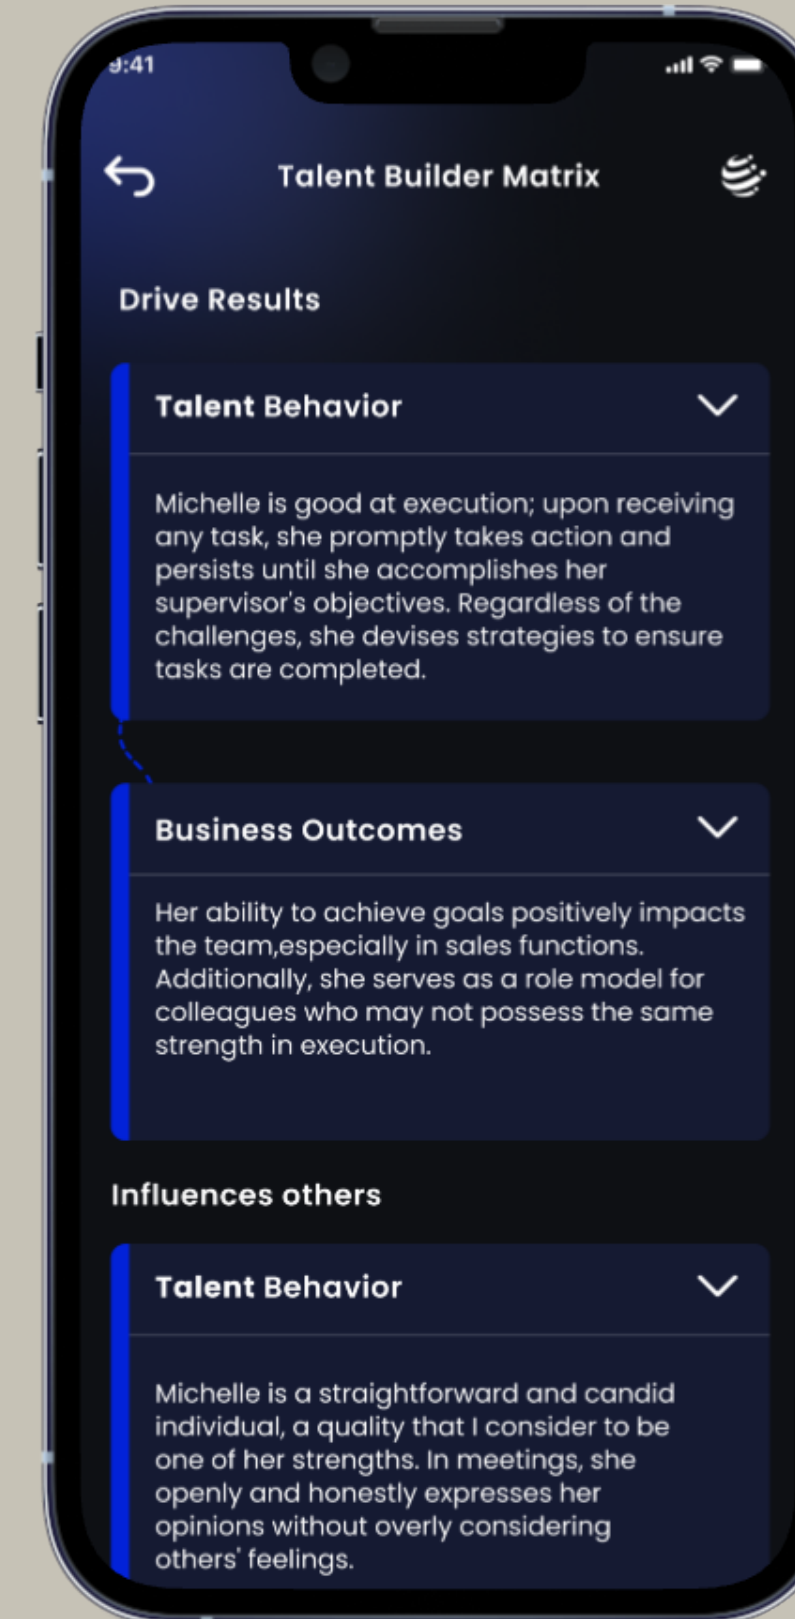 9:41
Talent Builder Matrix
Drive Results
Talent Behavior
Michelle is good at execution; upon receiving
any task, she promptly takes action and
persists until she accomplishes her
supervisor's objectives. Regardless of the
challenges, she devises strategies to ensure
tasks are completed.
Business Outcomes
Her ability to achieve goals positively impacts
the team,especially in sales functions.
Additionally, she serves as a role model for
colleagues who may not possess the same
strength in execution.
Influences others
Talent Behavior
Michelle is a straightforward and candid
individual, a quality that I consider to be
one of her strengths. In meetings, she
openly and honestly expresses her
opinions without overly considering
others' feelings.